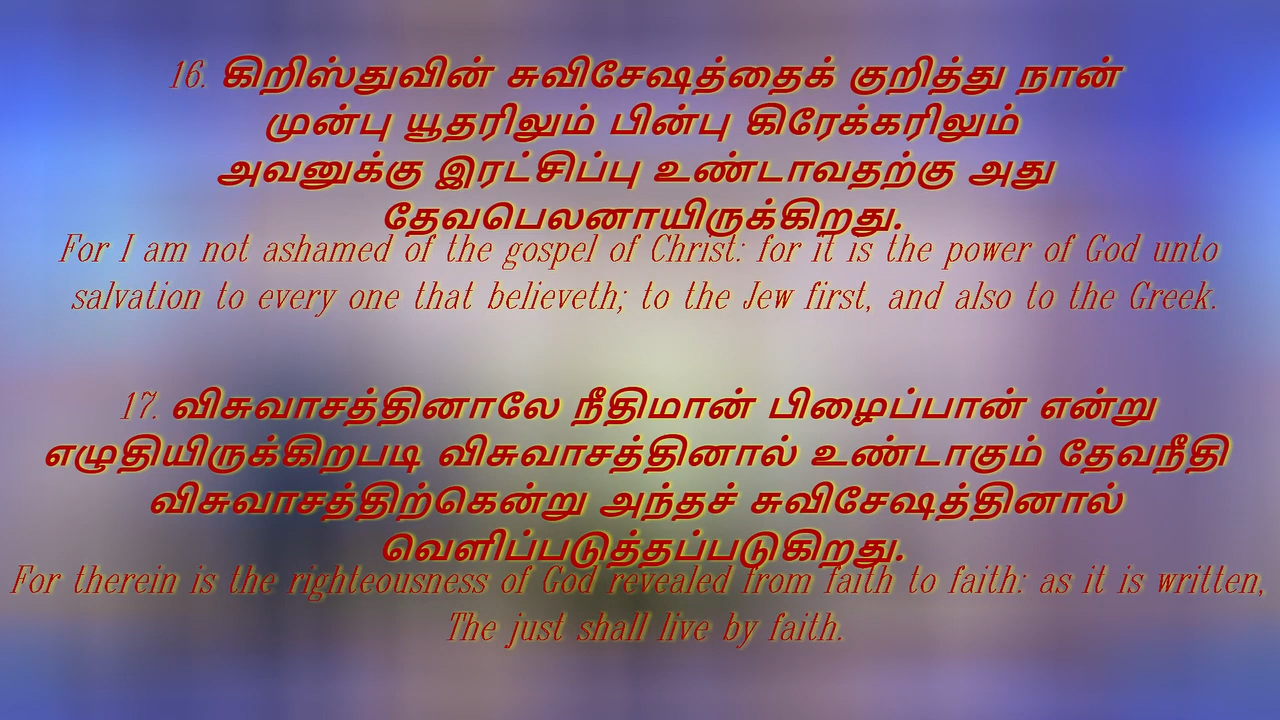 16. கிறிஸ்துவின் சுவிசேஷத்தைக் குறித்து நான்
முன்பு யூதரிலும் பின்பு கிரேக்கரிலும்
அவனுக்கு இரட்சிப்பு உண்டாவதற்கு அது
தேவபெலனாயிருக்கிறது.
For I am not ashamed of the gospel of Christ: for it is the power of God unto
salvation to every one that believeth; to the Jew first, and also to the Greek.
17. விசுவாசத்தினாலே நீதிமான் பிழைப்பான் என்று
எழுதியிருக்கிறபடி விசுவாசத்தினால் உண்டாகும் தேவநீதி
விசுவாசத்திற்கென்று அந்தச் சுவிசேஷத்தினால்
வெளிப்படுத்தப்படுகிறது.
For therein is the righteousness of God revealed from faith to faith: as it is written,
The just shall live by faith.